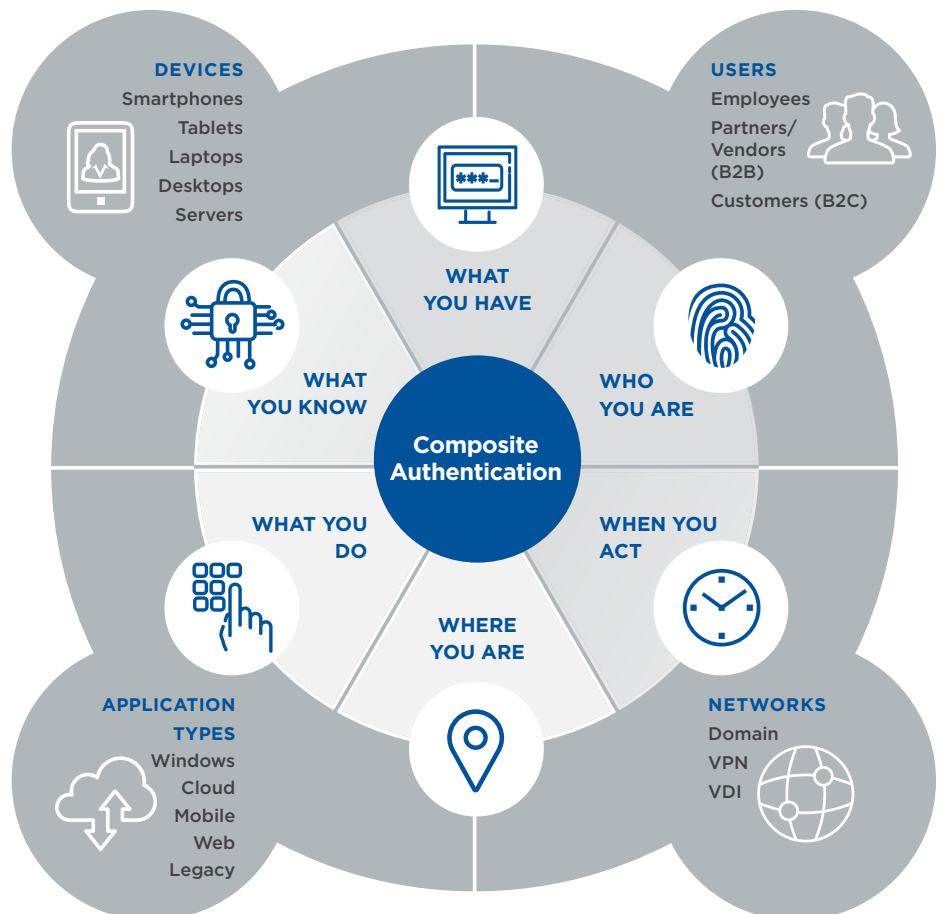 DEVICES
Smartphones
Tablets
Laptops
Desktops
Servers
USERS
Employees
Partners/
Vendors
(B2B)
Customers (B2C)
***_
WHAT
YOU HAVE
WHAT
YOU KNOW
WHO
YOU ARE
Composite
Authentication
WHAT YOU
DO
WHEN YOU
ACT
WHERE
YOU ARE
APPLICATION
TYPES
Windows
Cloud
Mobile
Web
Legacy
NETWORKS
Domain
VPN
VDI